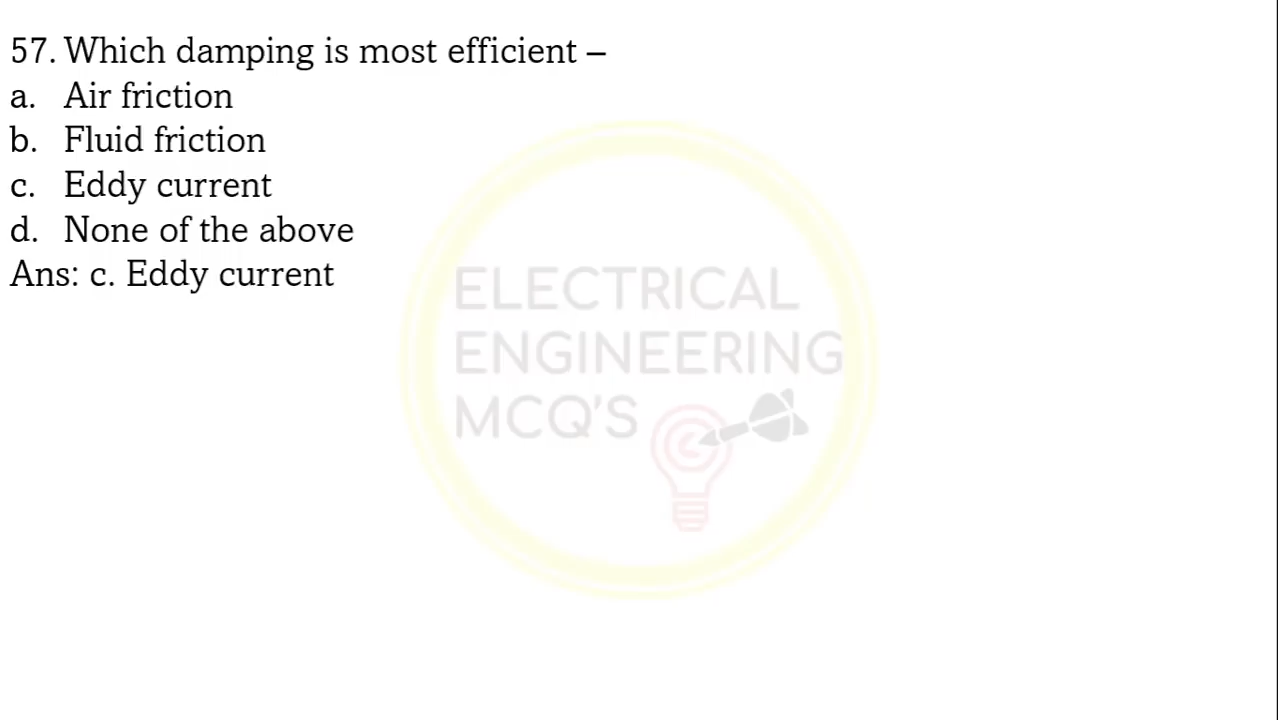 57. Which damping is most efficient –
a. Air friction
b. Fluid friction
c. Eddy current
d. None of the above
Ans: c. Eddy current
ELECTRICAL
ENGINEERING
MCQ'S